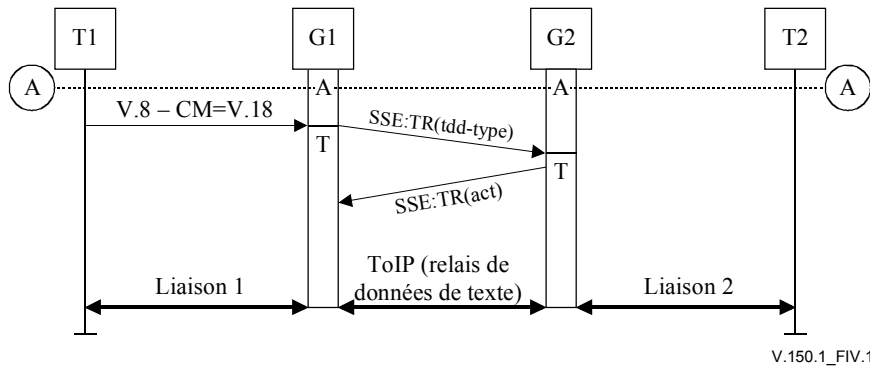 T1 G1 G2 T2
A A A A
V.8 – CM=V.18
SSE:TR(tdd-type)
T
T
SSE:TR(act)
ToIP (relais de
données de texte)
Liaison 1
Liaison 2
V.150.1_FIV.1